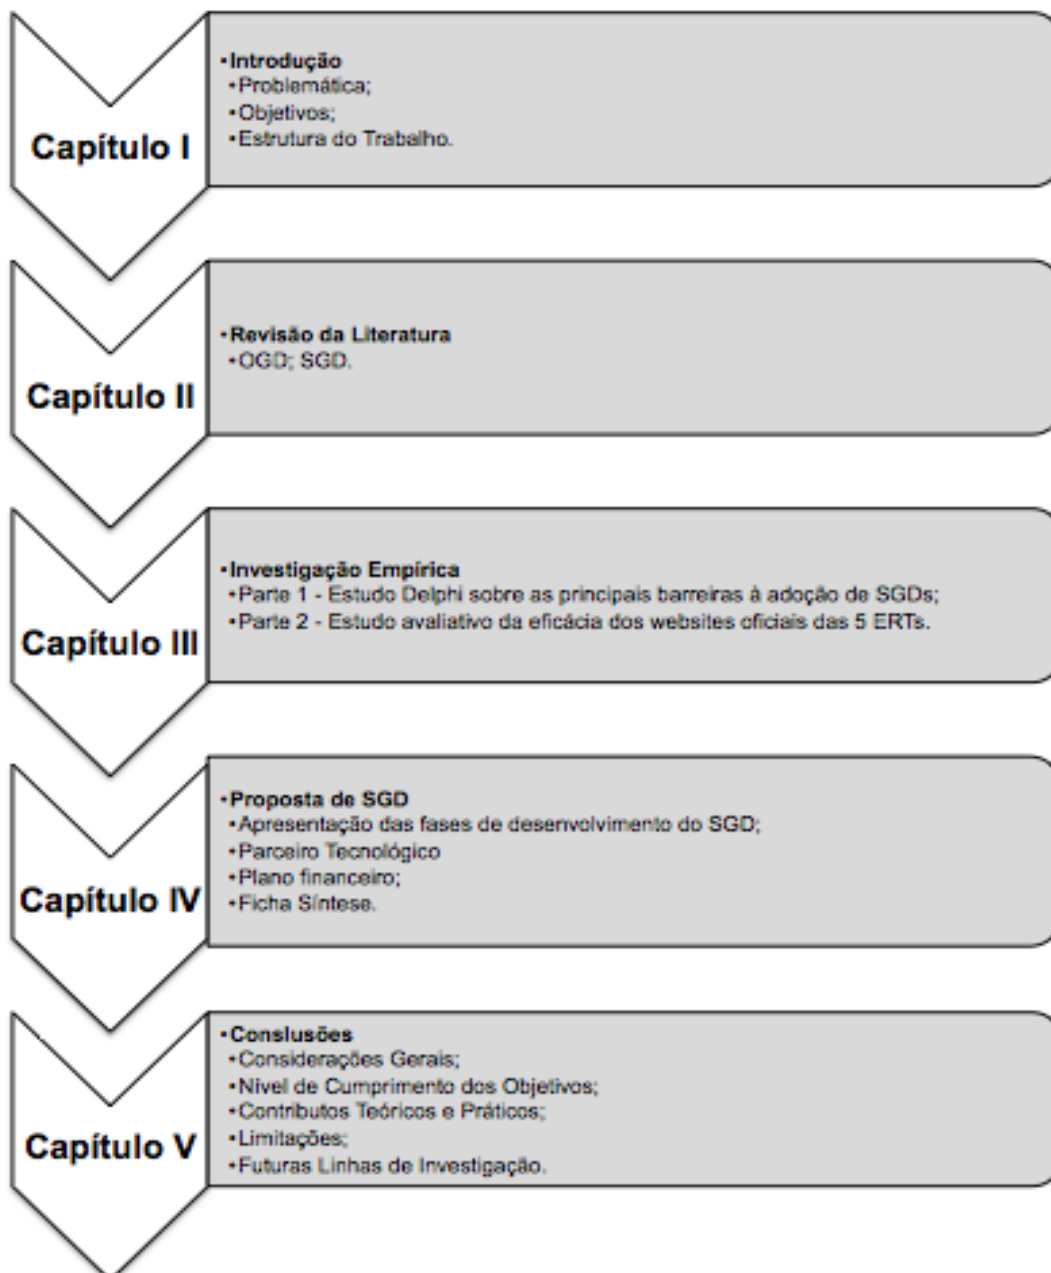 Capítulo I
•Introdução
•Problemática;
•Objetivos;
•Estrutura do Trabalho.
Capítulo II
•Revisão da Literatura
•OGD; SGD.
Capítulo III
•Investigação Empírica
•Parte 1 - Estudo Delphi sobre as principais barreiras à adoção de SGDs;
•Parte 2 - Estudo avaliativo da eficácia dos websites oficiais das 5 ERTs.
Capítulo IV
•Proposta de SGD
•Apresentação das fases de desenvolvimento do SGD;
•Parceiro Tecnológico
•Plano financeiro;
•Ficha Síntese.
Capítulo V
•Conslusões
•Considerações Gerais;
•Nível de Cumprimento dos Objetivos;
•Contributos Teóricos e Práticos;
•Limitações;
•Futuras Linhas de Investigação.